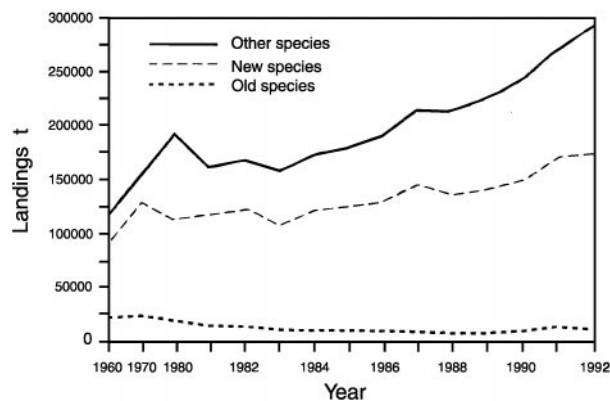 300000
250000
200000
150000
100000
50000
0
Landings t
Other species
New species
Old species
1960 1970 1980 1982 1984 1986 1988 1990 1992
Year